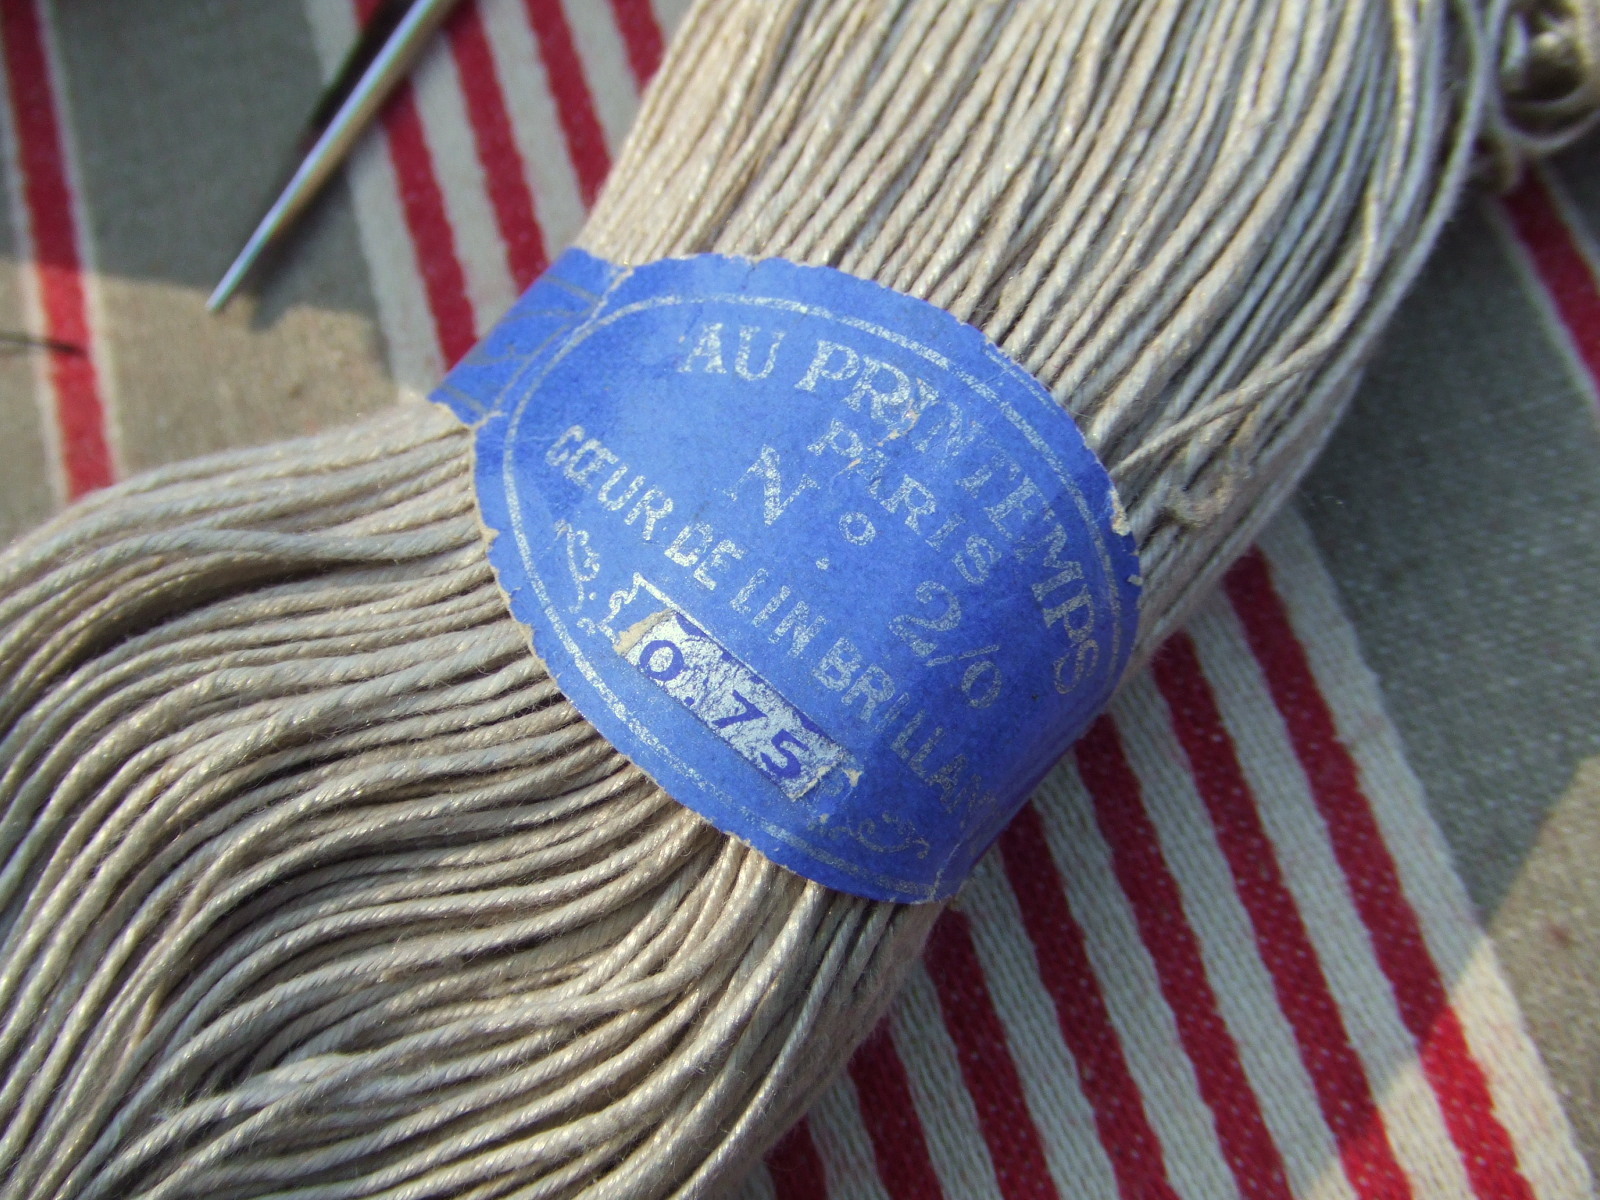 AU PRINTEMPS
PARIS
N.º 2/0
CŒUR DE LIN BRILLANT
0.75